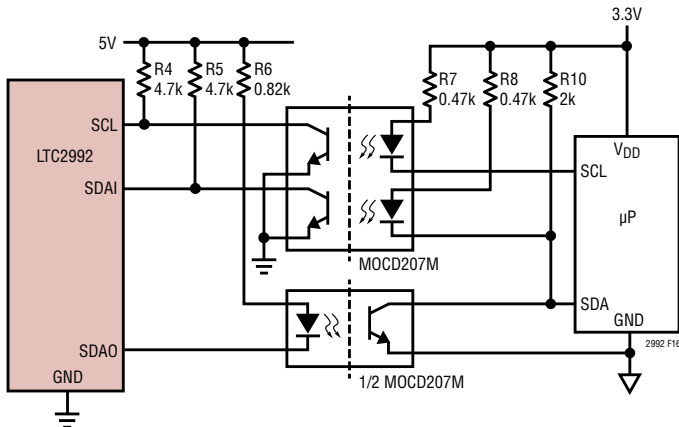 3.3V
5V
R4
4.7k
R5
4.7k
R6
0.82k
R7
0.47k
R8
0.47k
R10
2k
LTC2992
SCL
SDAI
SDAO
GND
MOCD207M
1/2 MOCD207M
VDD
SCL
µP
SDA
GND
2992 F16